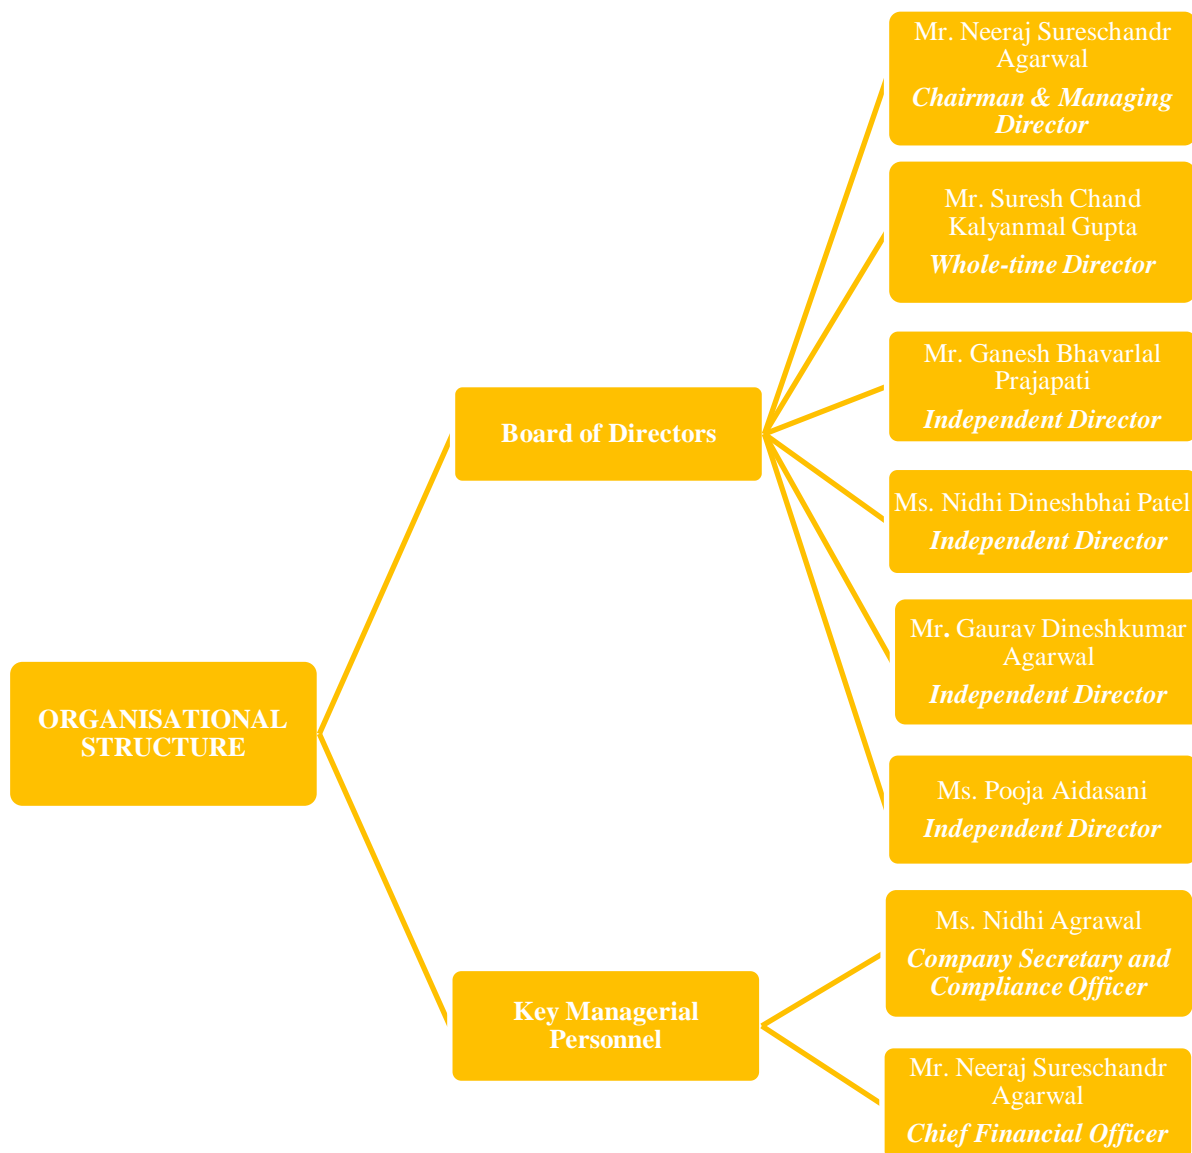 Mr. Neeraj Sureschandr
Agarwal
Chairman & Managing
Director
Mr. Suresh Chand
Kalyanmal Gupta
Whole-time Director
Mr. Ganesh Bhavarlal
Prajapati
Independent Director
Board of Directors
Ms. Nidhi Dineshbhai Patel
Independent Director
Mr. Gaurav Dineshkumar
Agarwal
Independent Director
ORGANISATIONAL
STRUCTURE
Ms. Pooja Aidasani
Independent Director
Ms. Nidhi Agrawal
Company Secretary and
Compliance Officer
Key Managerial
Personnel
Mr. Neeraj Sureschandr
Agarwal
Chief Financial Officer